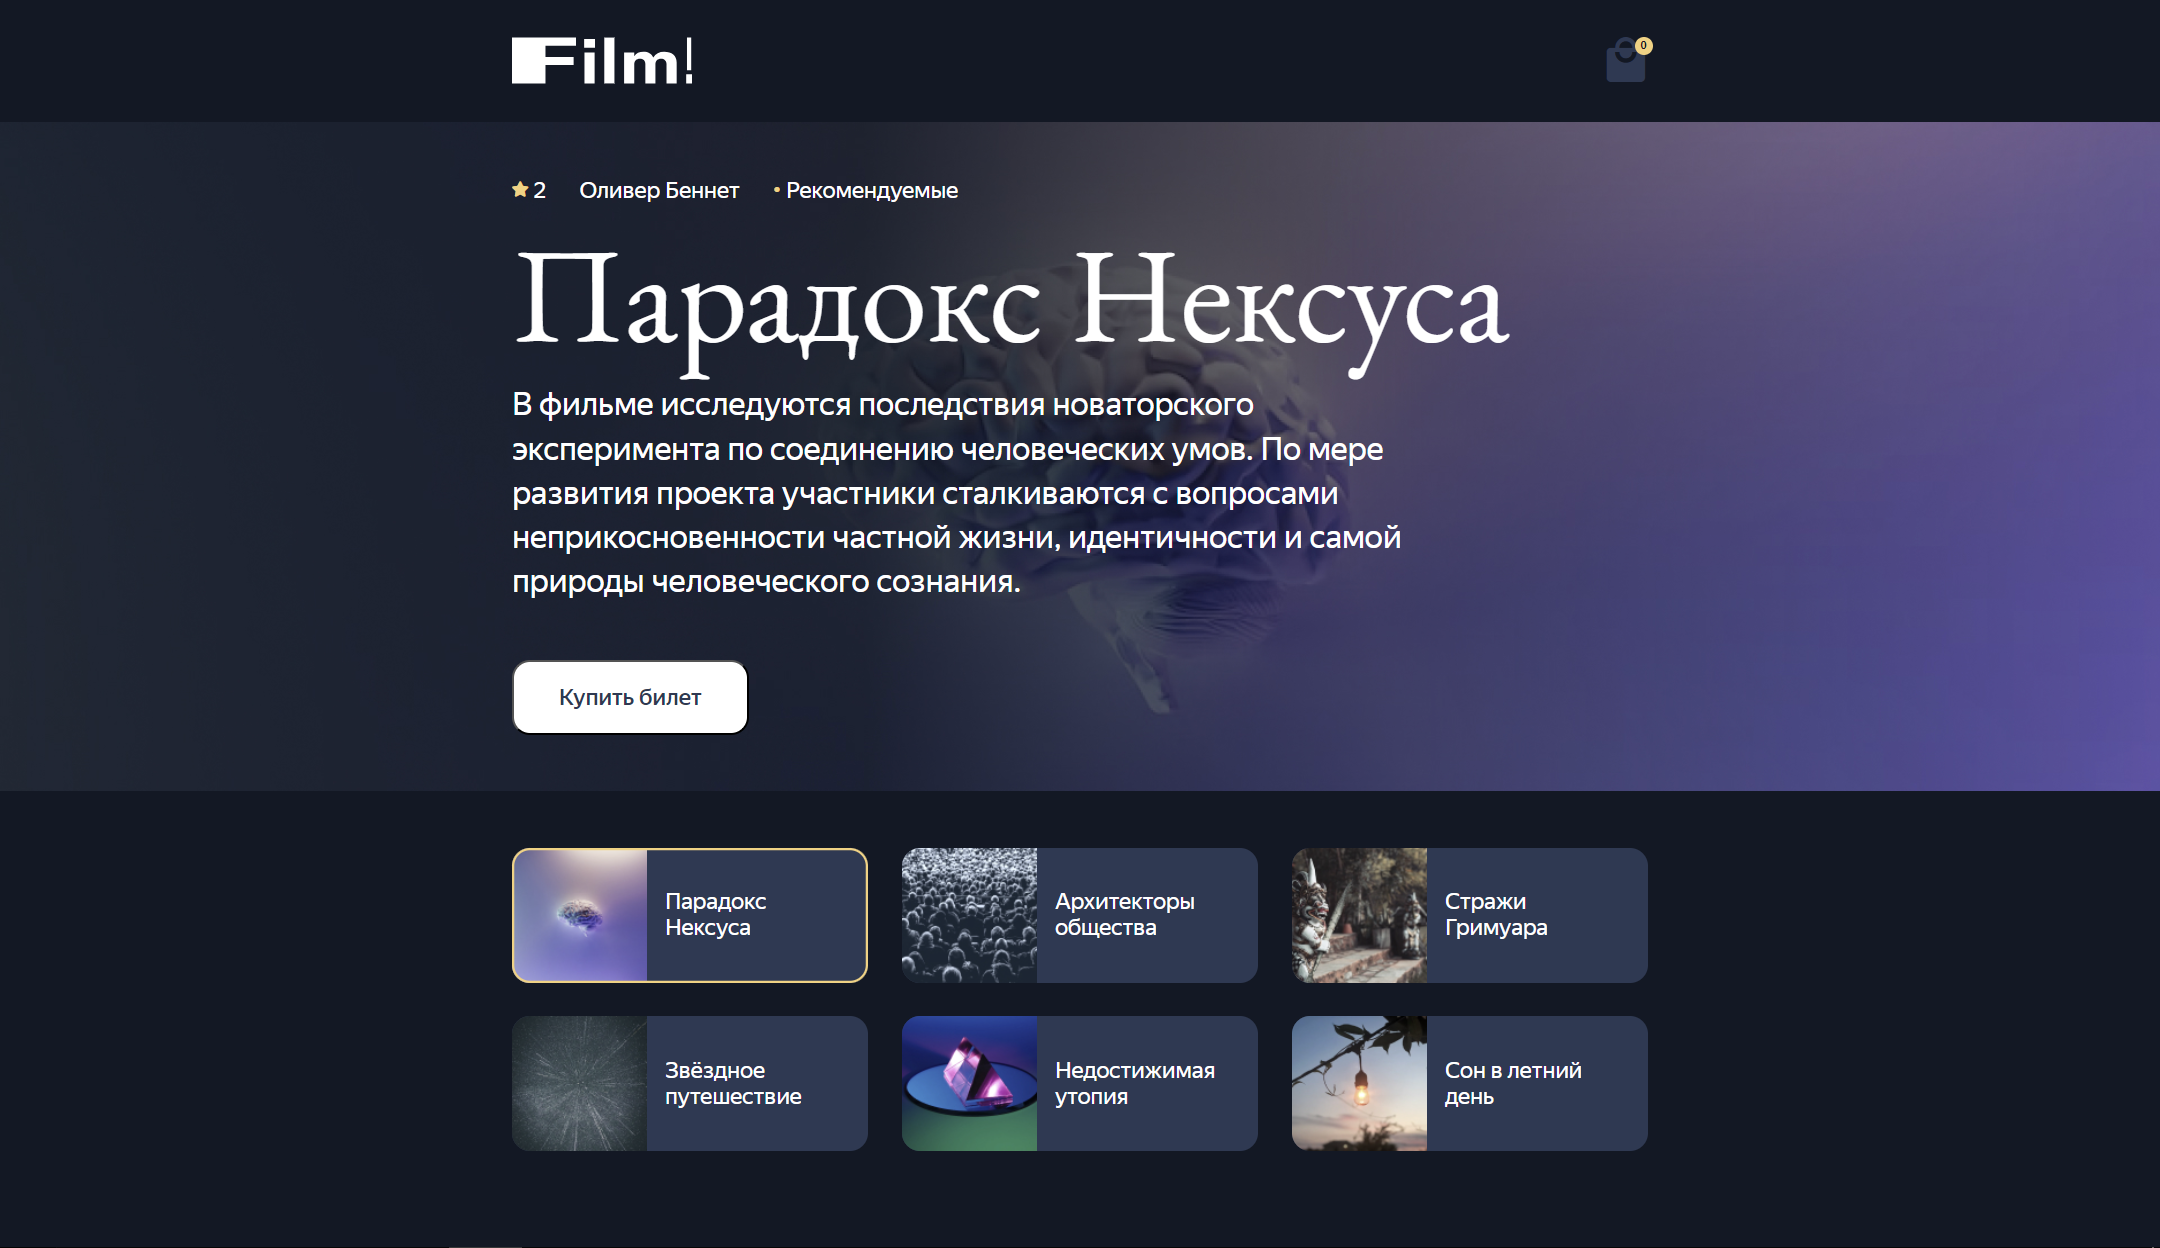 Film!
0
2 Оливер Беннет • Рекомендуемые
Парадокс Нексуса
В фильме исследуются последствия новаторского
эксперимента по соединению человеческих умов. По мере
развития проекта участники сталкиваются с вопросами
неприкосновенности частной жизни, идентичности и самой
природы человеческого сознания.
Купить билет
Парадокс
Нексуса
Архитекторы
общества
Стражи
Гримуара
Звёздное
путешествие
Недостижимая
утопия
Сон в летний
день